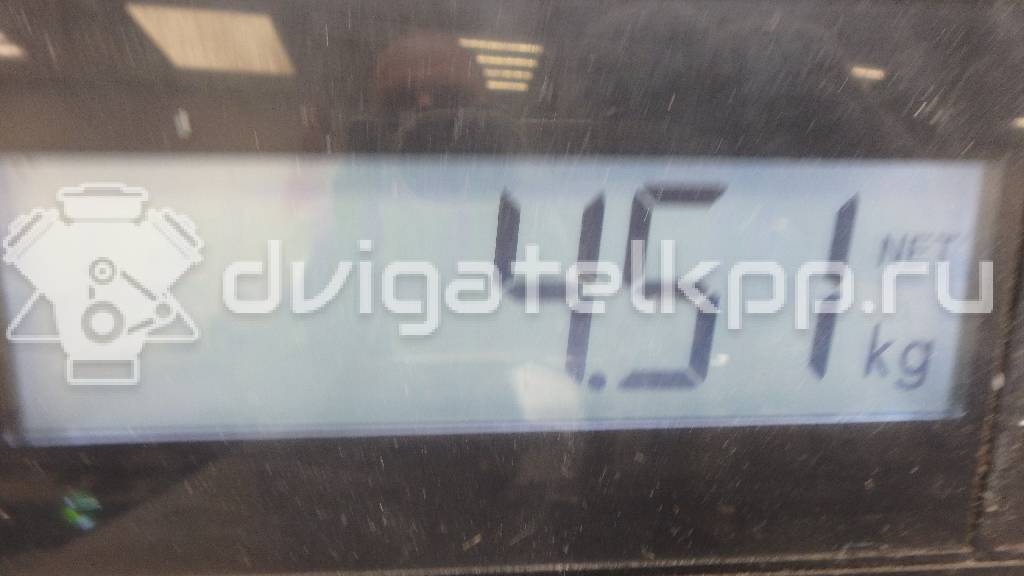 4.51 NET
kg
dvigatelkpp.ru